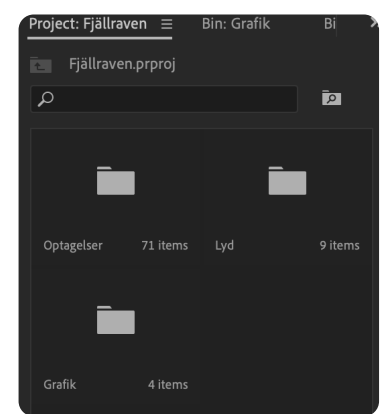 Project: Fjällraven Bin: Grafik Bi
Fjällraven.prproj
Optagelser 71 items Lyd 9 items
Grafik 4 items